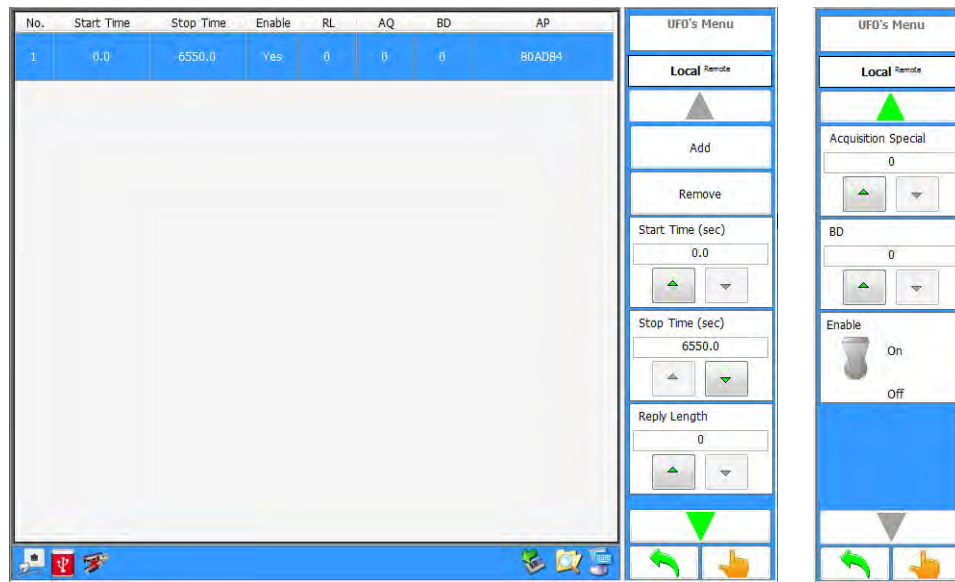 No. Start Time Stop Time Enable RL AQ BD AP
1 0.0 6550.0 Yes 0 0 0 80ADB4
UFO's Menu
Local Remote
Add
Remove
Start Time (sec)
0.0
Stop Time (sec)
6550.0
Reply Length
0
UFO's Menu
Local Remote
Acquisition Special
0
BD
0
Enable
On
Off